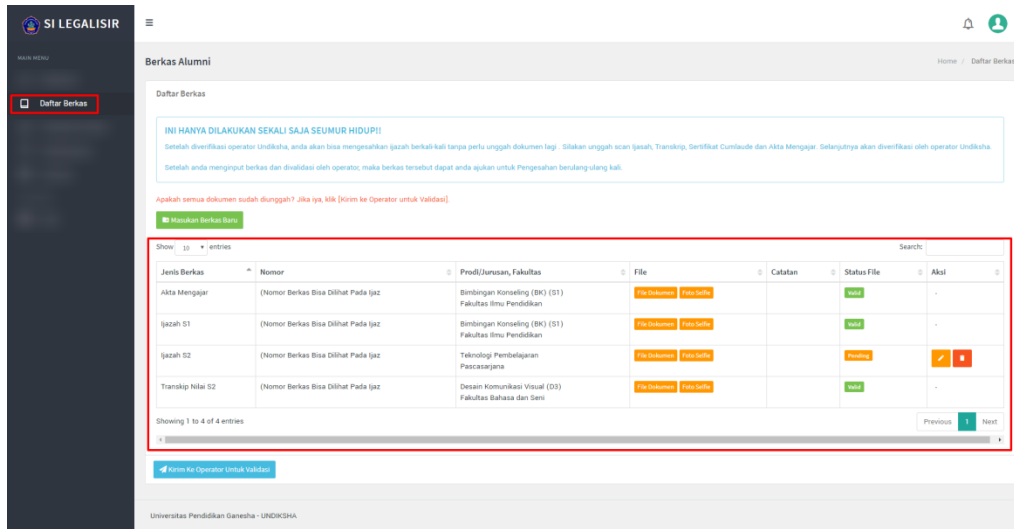 SI LEGALISIR
MAIN MENU
Daftar Berkas
Berkas Alumni
Home / Daftar Berkas
Daftar Berkas
INI HANYA DILAKUKAN SEKALI SAJA SEUMUR HIDUP!!
Setelah diverifikasi operator Undiksha, anda akan bisa mengesahkan ijazah berkali-kali tanpa perlu unggah dokumen lagi.. Silakan unggah scan Ijasah, Transkrip, Sertifikat Cumlaude dan Akta Mengajar. Selanjutnya akan diverifikasi oleh operator Undiksha.
Setelah anda menginput berkas dan divalidasi oleh operator, maka berkas tersebut dapat anda ajukan untuk Pengesahan berulang-ulang kali.
Apakah semua dokumen sudah diunggah? Jika iya, klik [Kirim ke Operator untuk Validasi].
Masukan Berkas Baru
Show 10 entries Search:
Jenis Berkas Nomor Prodi/Jurusan, Fakultas File Catatan Status File Aksi
Akta Mengajar (Nomor Berkas Bisa Dilihat Pada Ijaz Bimbingan Konseling (BK) (S1) File Dokumen Foto Selfie Valid -
Fakultas Ilmu Pendidikan
Ijazah S1 (Nomor Berkas Bisa Dilihat Pada Ijaz Bimbingan Konseling (BK) (S1) File Dokumen Foto Selfie Valid -
Fakultas Ilmu Pendidikan
Ijazah S2 (Nomor Berkas Bisa Dilihat Pada Ijaz Teknologi Pembelajaran File Dokumen Foto Selfie Pending
Pascasarjana
Transkip Nilai S2 (Nomor Berkas Bisa Dilihat Pada Ijaz Desain Komunikasi Visual (D3) File Dokumen Foto Selfie Valid -
Fakultas Bahasa dan Seni
Showing 1 to 4 of 4 entries Previous 1 Next
Kirim Ke Operator Untuk Validasi
Universitas Pendidikan Ganesha - UNDIKSHA